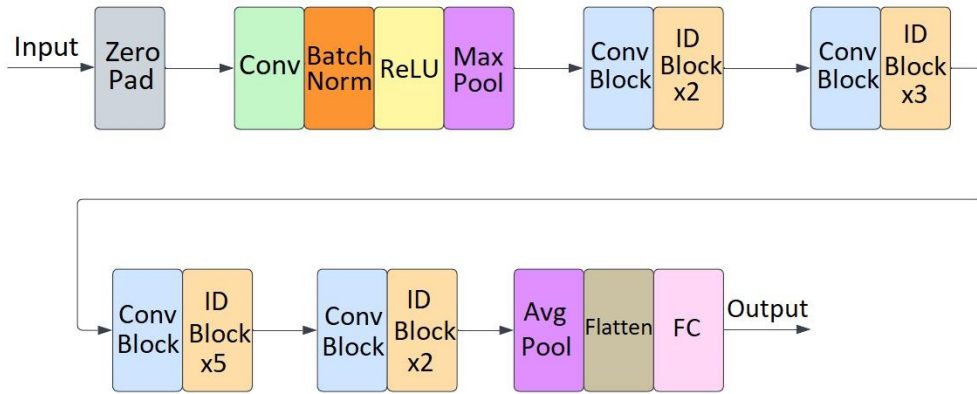 Input
Zero
Pad
Conv
Batch
Norm
ReLU
Max
Pool
Conv
Block
ID
Block
x2
Conv
Block
ID
Block
x3
Conv
Block
ID
Block
x5
Conv
Block
ID
Block
x2
Avg
Pool
Flatten
FC
Output